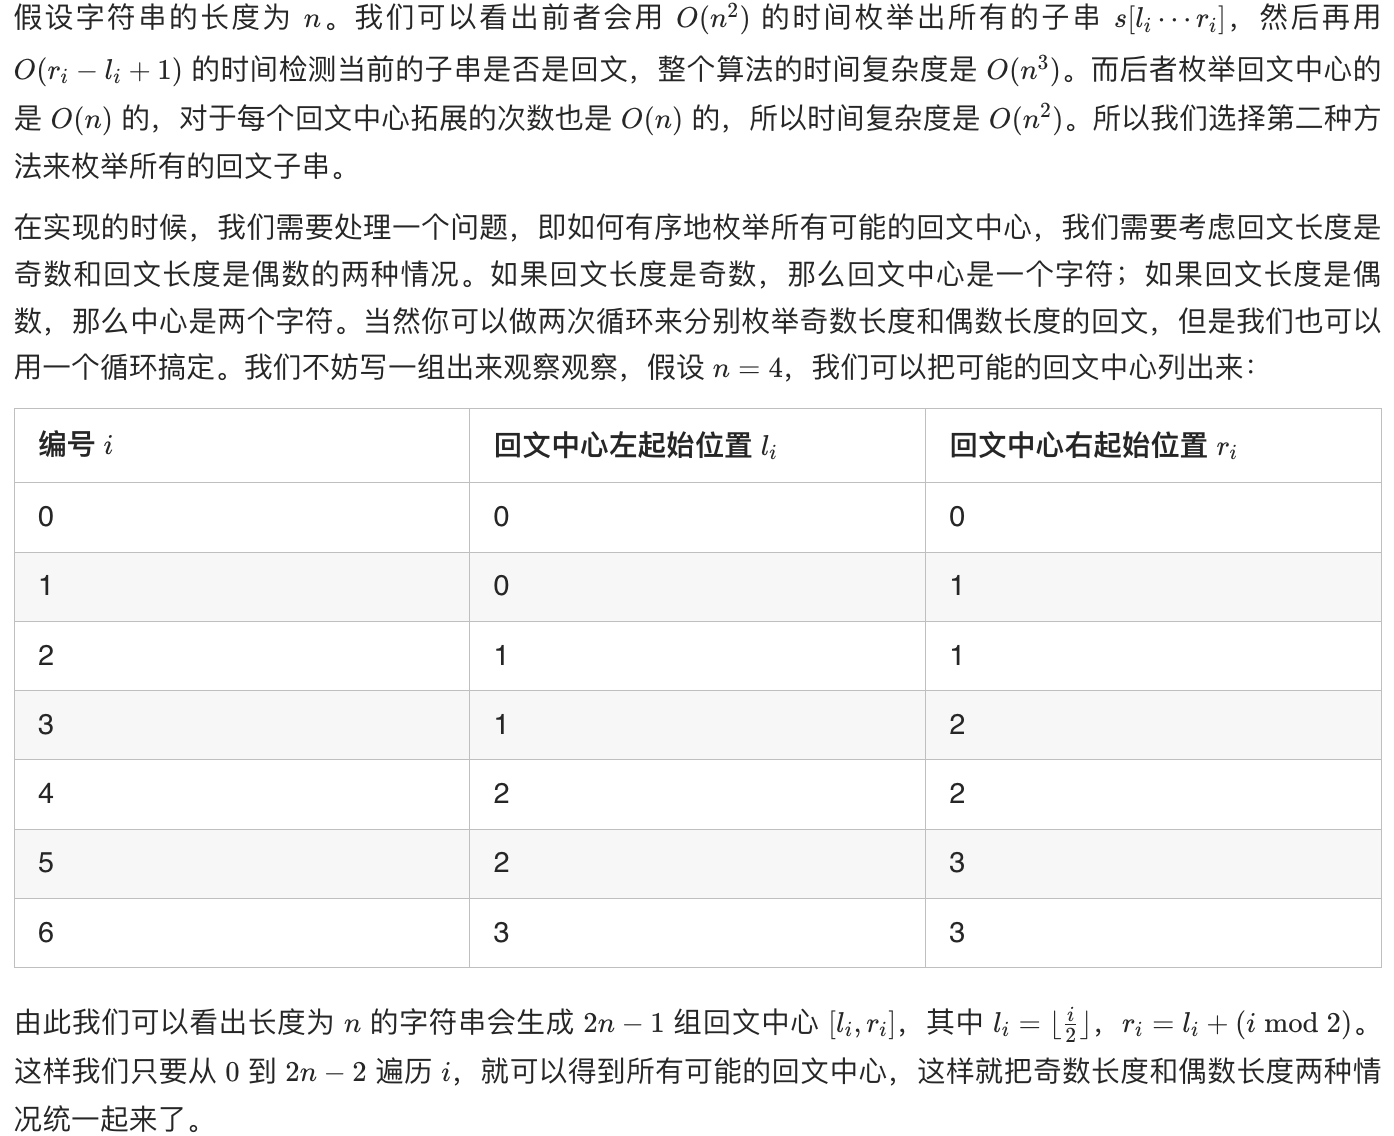 假设字符串的长度为 n。我们可以看出前者会用 O(n²) 的时间枚举出所有的子串 s[lᵢ⋯rᵢ]，然后再用
O(rᵢ − lᵢ + 1) 的时间检测当前的子串是否是回文，整个算法的时间复杂度是 O(n³)。而后者枚举回文中心的
是 O(n) 的，对于每个回文中心拓展的次数也是 O(n) 的，所以时间复杂度是 O(n²)。所以我们选择第二种方
法来枚举所有的回文子串。
在实现的时候，我们需要处理一个问题，即如何有序地枚举所有可能的回文中心，我们需要考虑回文长度是
奇数和回文长度是偶数的两种情况。如果回文长度是奇数，那么回文中心是一个字符；如果回文长度是偶
数，那么中心是两个字符。当然你可以做两次循环来分别枚举奇数长度和偶数长度的回文，但是我们也可以
用一个循环搞定。我们不妨写一组出来观察观察，假设 n = 4，我们可以把可能的回文中心列出来：
编号 i 回文中心左起始位置 lᵢ 回文中心右起始位置 rᵢ
0 0 0
1 0 1
2 1 1
3 1 2
4 2 2
5 2 3
6 3 3
由此我们可以看出长度为 n 的字符串会生成 2n − 1 组回文中心 [lᵢ, rᵢ]，其中 lᵢ = ⌊i/2⌋，rᵢ = lᵢ + (i mod 2)。
这样我们只要从 0 到 2n − 2 遍历 i，就可以得到所有可能的回文中心，这样就把奇数长度和偶数长度两种情
况统一起来了。